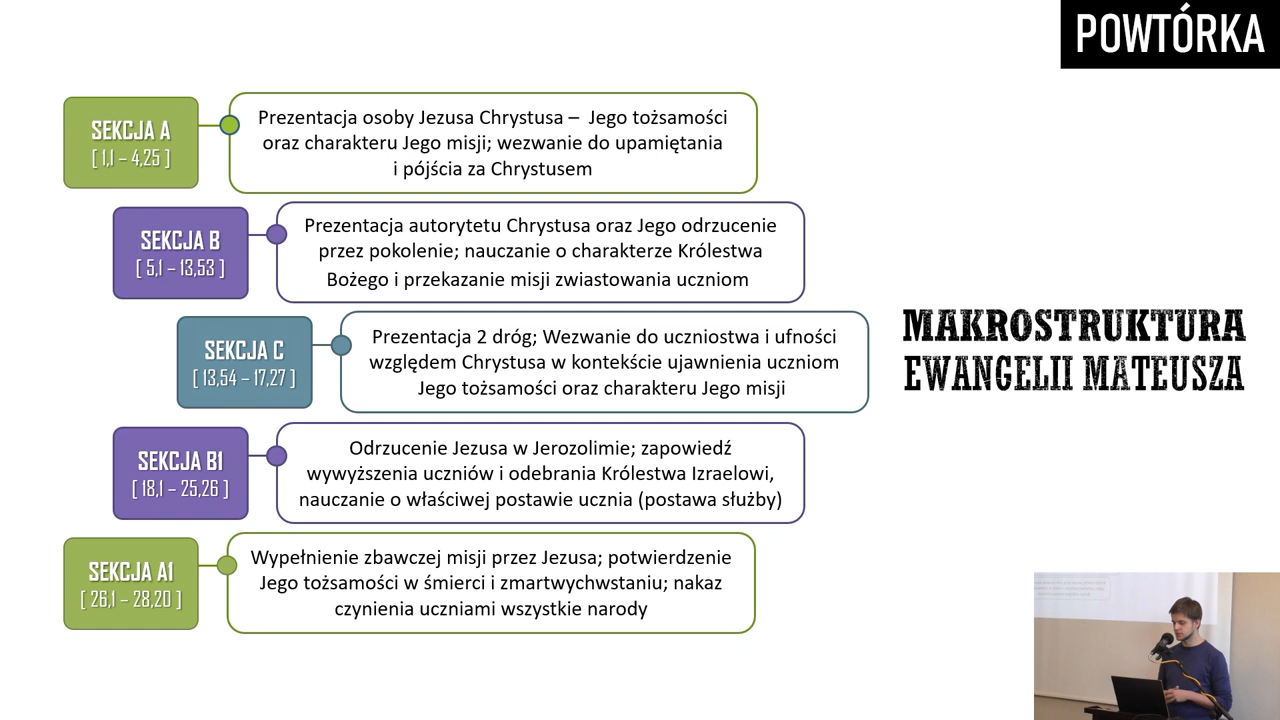 POWTÓRKA
SEKCJA A
[ 1,1 – 4,25 ]
Prezentacja osoby Jezusa Chrystusa – Jego tożsamości
oraz charakteru Jego misji; wezwanie do upamiętania
i pójścia za Chrystusem
SEKCJA B
[ 5,1 – 13,53 ]
Prezentacja autorytetu Chrystusa oraz Jego odrzucenie
przez pokolenie; nauczanie o charakterze Królestwa
Bożego i przekazanie misji zwiastowania uczniom
SEKCJA C
[ 13,54 – 17,27 ]
Prezentacja 2 dróg; Wezwanie do uczniostwa i ufności
względem Chrystusa w kontekście ujawnienia uczniom
Jego tożsamości oraz charakteru Jego misji
MAKROSTRUKTURA
EWANGELII MATEUSZA
SEKCJA B1
[ 18,1 – 25,26 ]
Odrzucenie Jezusa w Jerozolimie; zapowiedź
wywyższenia uczniów i odebrania Królestwa Izraelowi,
nauczanie o właściwej postawie ucznia (postawa służby)
SEKCJA A1
[ 26,1 – 28,20 ]
Wypełnienie zbawczej misji przez Jezusa; potwierdzenie
Jego tożsamości w śmierci i zmartwychwstaniu; nakaz
czynienia uczniami wszystkie narody